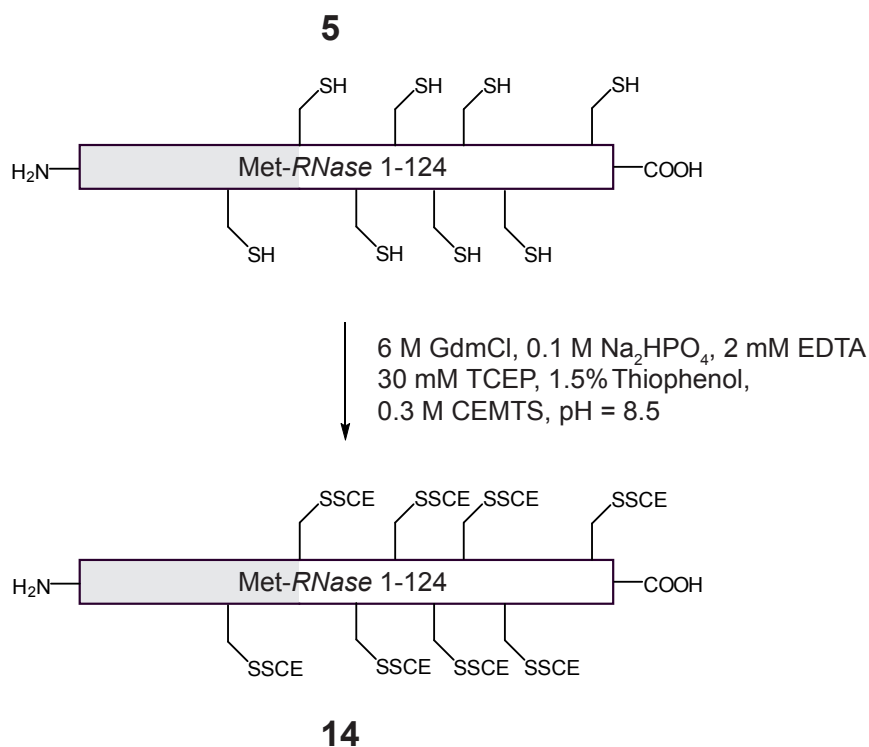 5
SH SH SH SH
H₂N Met-RNase 1-124 COOH
SH SH SH SH
6 M GdmCl, 0.1 M Na₂HPO₄, 2 mM EDTA
30 mM TCEP, 1.5% Thiophenol,
0.3 M CEMTS, pH = 8.5
SSCE SSCE SSCE SSCE
H₂N Met-RNase 1-124 COOH
SSCE SSCE SSCE SSCE
14